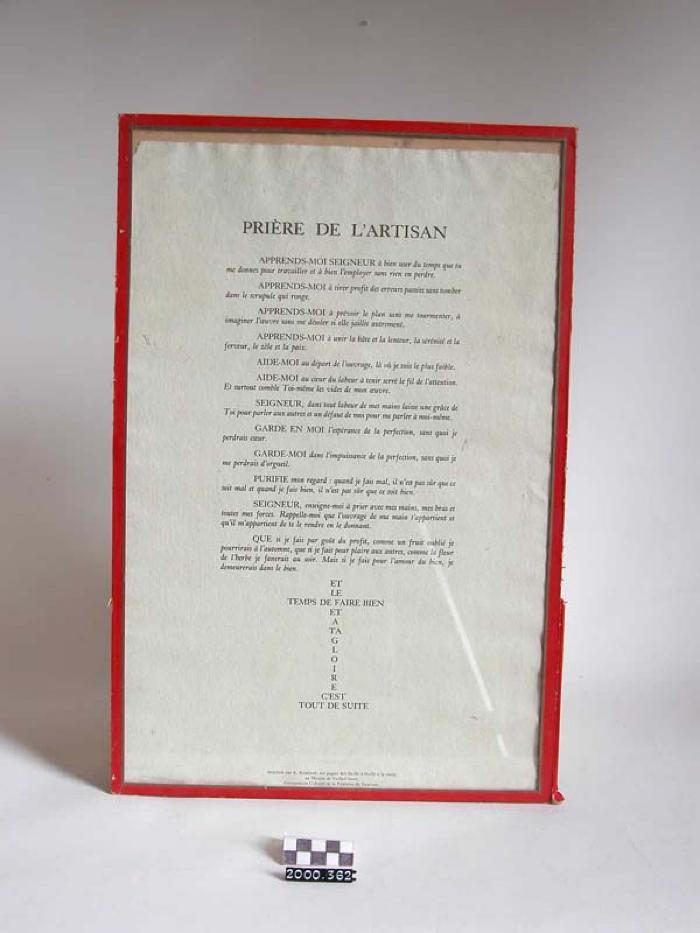 PRIÈRE DE L'ARTISAN
APPRENDS-MOI SEIGNEUR à bien user du temps que tu
me donnes pour travailler et à bien l'employer sans rien en perdre.
APPRENDS-MOI à tirer profit des erreurs passées sans tomber
dans le scrupule qui ronge.
APPRENDS-MOI à prévoir le plan sans me tourmenter, à
imaginer l'œuvre sans me désoler si elle jaillit autrement.
APPRENDS-MOI à unir la hâte et la lenteur, la sérénité et la
ferveur, le zèle et la paix.
AIDE-MOI au départ de l'ouvrage, là où je suis le plus faible.
AIDE-MOI au cœur du labeur à tenir serré le fil de l'attention.
Et surtout comble Toi-même les vides de mon œuvre.
SEIGNEUR, dans tout labeur de mes mains laisse une grâce de
Toi pour parler aux autres et un défaut de moi pour me parler à moi-même.
GARDE EN MOI l'espérance de la perfection, sans quoi je
perdrais cœur.
GARDE-MOI dans l'impuissance de la perfection, sans quoi je
me perdrais d'orgueil.
PURIFIE mon regard : quand je fais mal, il n'est pas sûr que ce
soit mal et quand je fais bien, il n'est pas sûr que ce soit bien.
SEIGNEUR, enseigne-moi à prier avec mes mains, mes bras et
toutes mes forces. Rappelle-moi que l'ouvrage de ma main t'appartient et
qu'il m'appartient de te le rendre en le donnant.
QUE si je fais par goût du profit, comme un fruit oublié je
pourrirais à l'automne, que si je fais pour plaire aux autres, comme la fleur
de l'herbe je fanerais au soir. Mais si je fais pour l'amour du bien, je
demeurerais dans le bien.
ET
LE
TEMPS DE FAIRE BIEN
ET
A
TA
G
L
O
I
R
E
C'EST
TOUT DE SUITE
2000.362